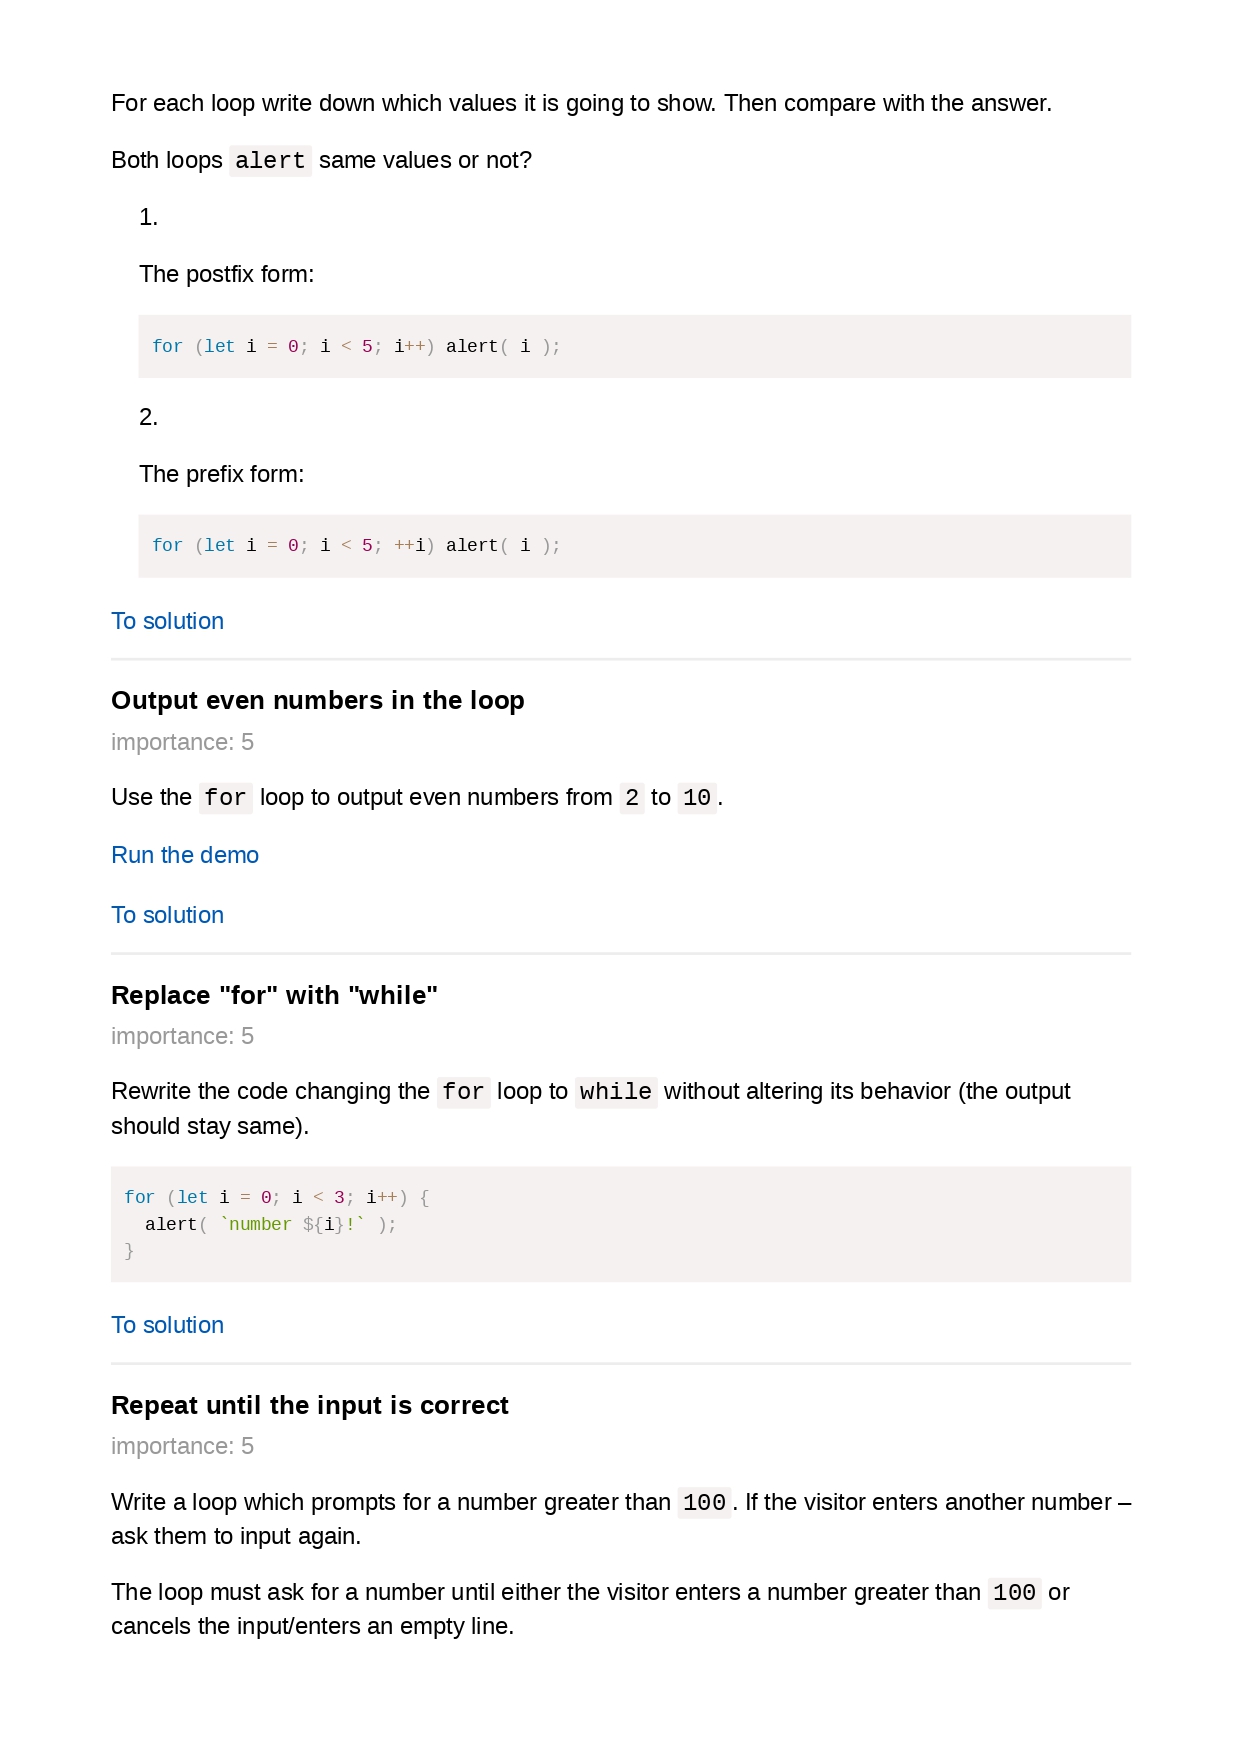 For each loop write down which values it is going to show. Then compare with the answer.
Both loops alert same values or not?
1.
The postfix form:
for (let i = 0; i < 5; i++) alert( i );
2.
The prefix form:
for (let i = 0; i < 5; ++i) alert( i );
To solution
Output even numbers in the loop
importance: 5
Use the for loop to output even numbers from 2 to 10.
Run the demo
To solution
Replace "for" with "while"
importance: 5
Rewrite the code changing the for loop to while without altering its behavior (the output
should stay same).
for (let i = 0; i < 3; i++) {
  alert( `number ${i}!` );
}
To solution
Repeat until the input is correct
importance: 5
Write a loop which prompts for a number greater than 100. If the visitor enters another number –
ask them to input again.
The loop must ask for a number until either the visitor enters a number greater than 100 or
cancels the input/enters an empty line.